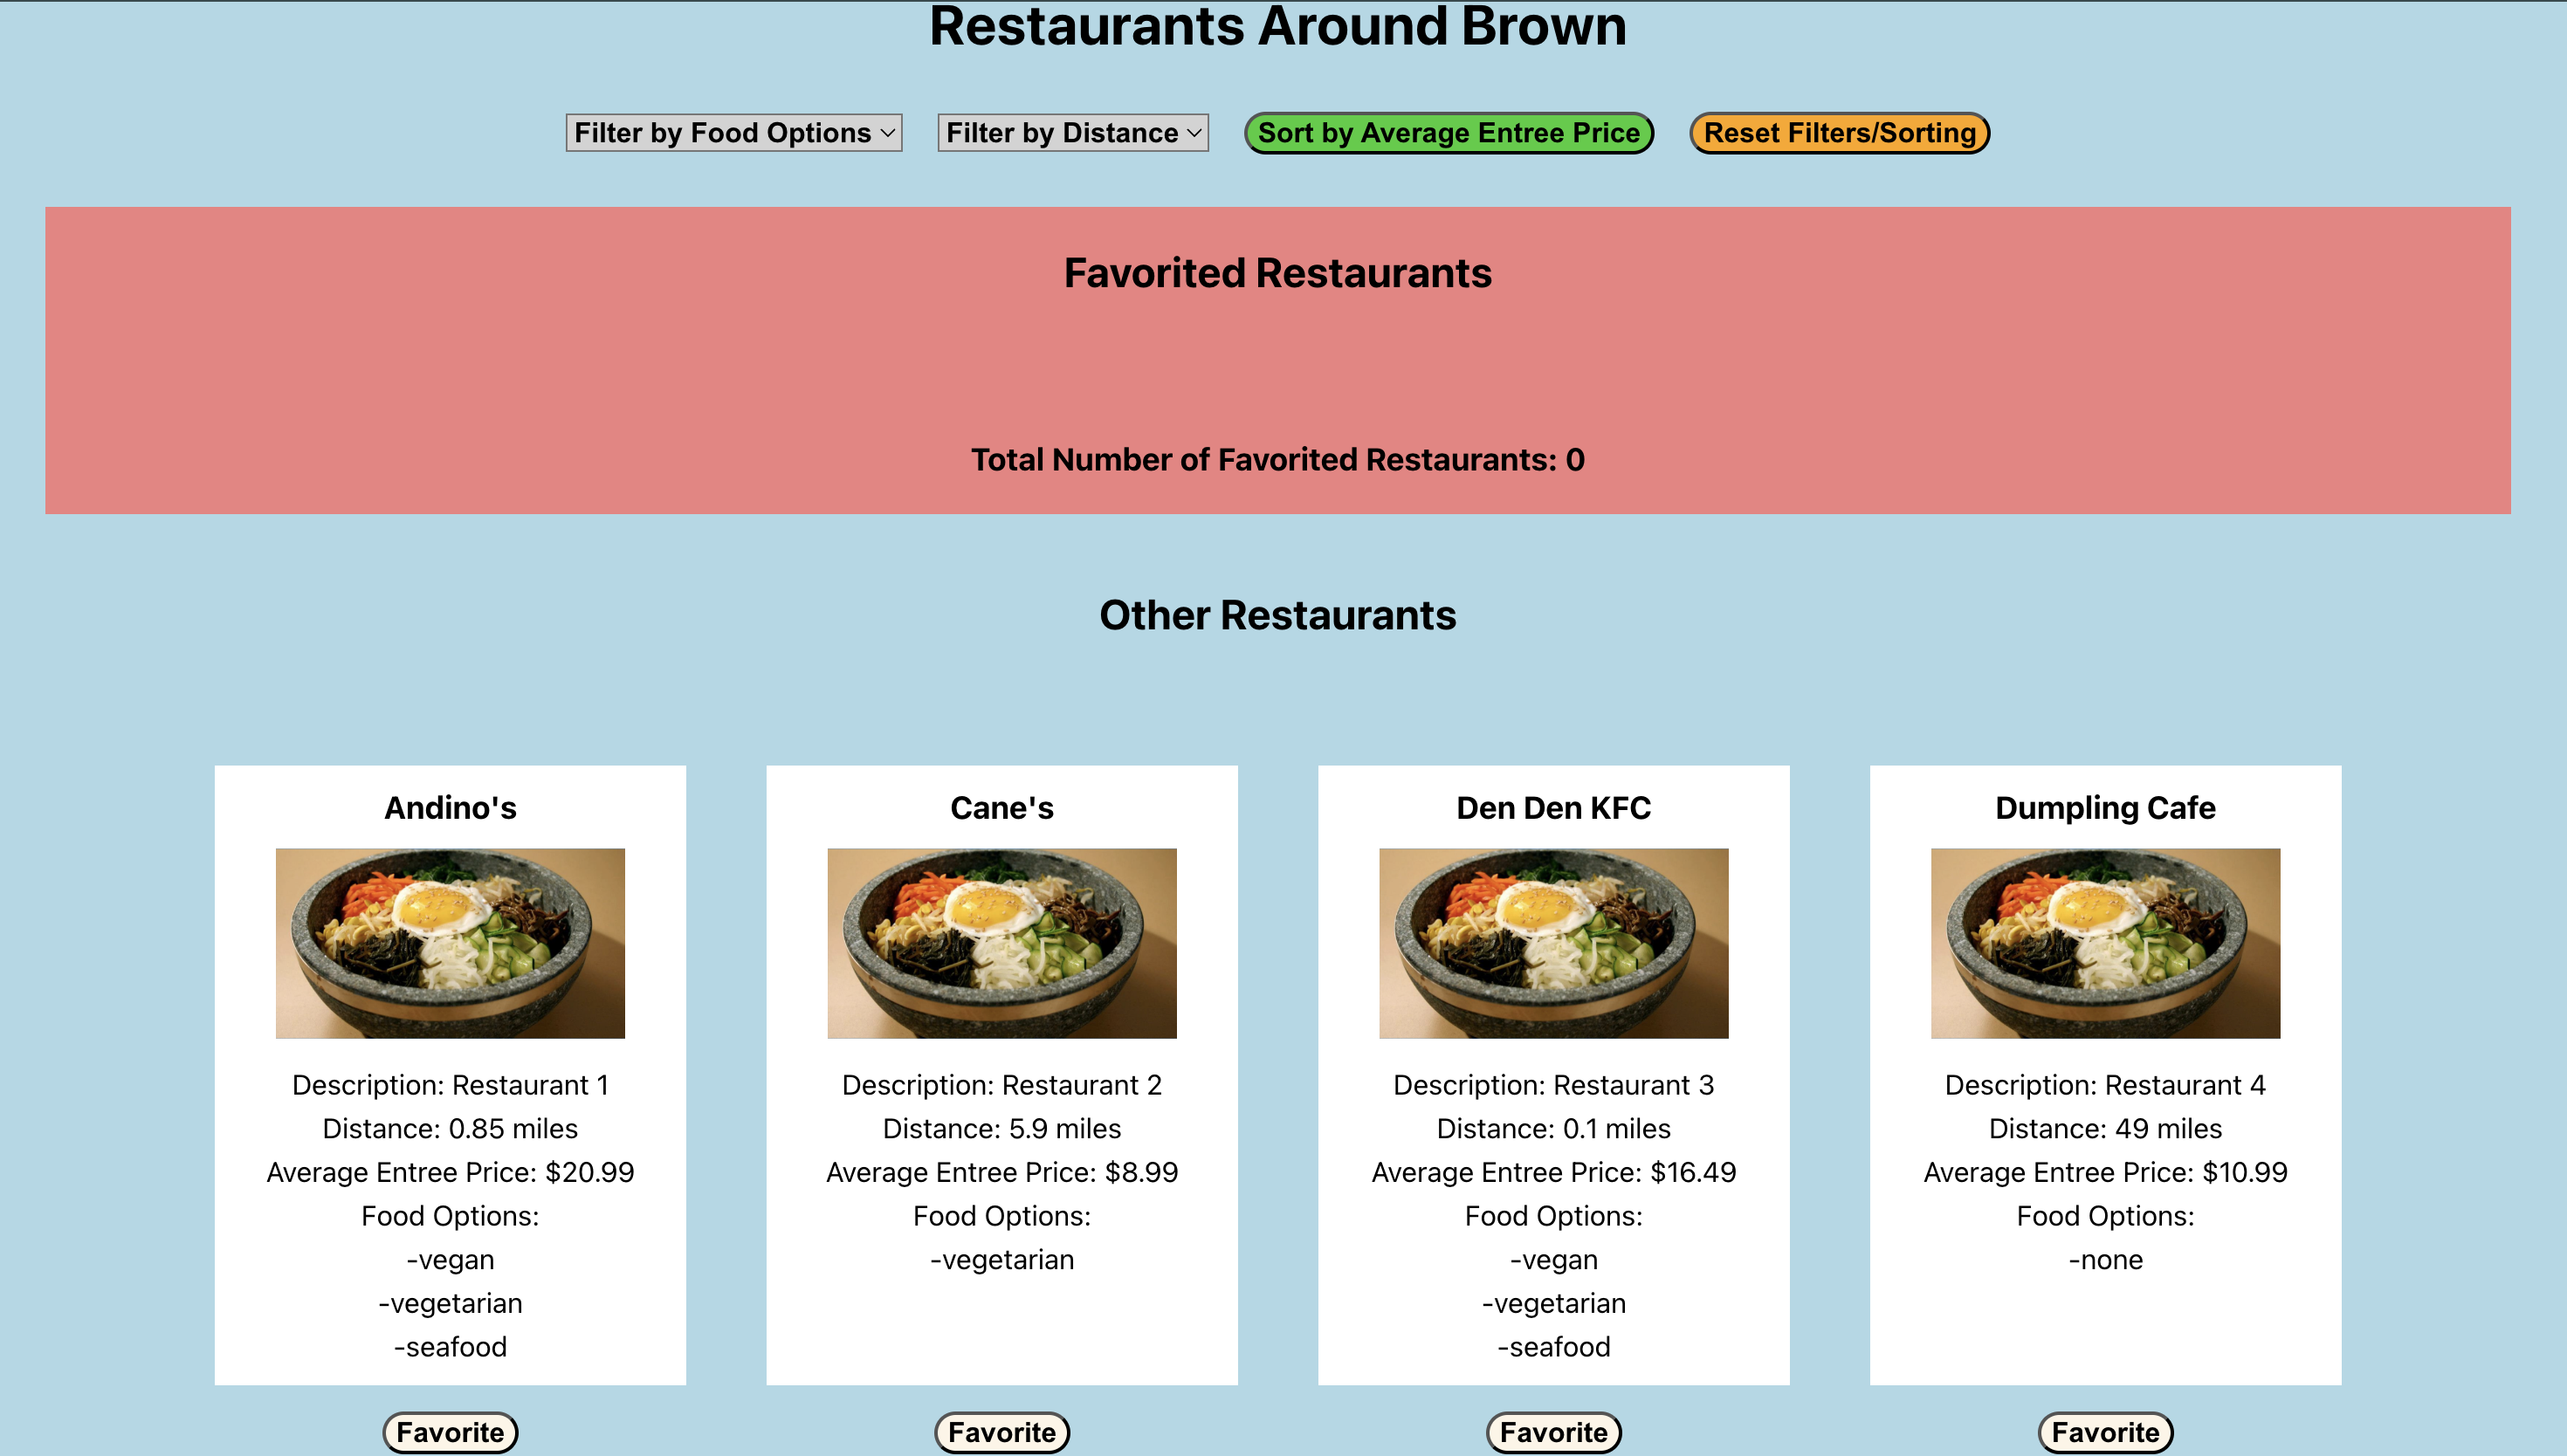 Restaurants Around Brown
Filter by Food Options Filter by Distance Sort by Average Entree Price Reset Filters/Sorting
Favorited Restaurants
Total Number of Favorited Restaurants: 0
Other Restaurants
Andino's
Description: Restaurant 1
Distance: 0.85 miles
Average Entree Price: $20.99
Food Options:
-vegan
-vegetarian
-seafood
Favorite
Cane's
Description: Restaurant 2
Distance: 5.9 miles
Average Entree Price: $8.99
Food Options:
-vegetarian
Favorite
Den Den KFC
Description: Restaurant 3
Distance: 0.1 miles
Average Entree Price: $16.49
Food Options:
-vegan
-vegetarian
-seafood
Favorite
Dumpling Cafe
Description: Restaurant 4
Distance: 49 miles
Average Entree Price: $10.99
Food Options:
-none
Favorite